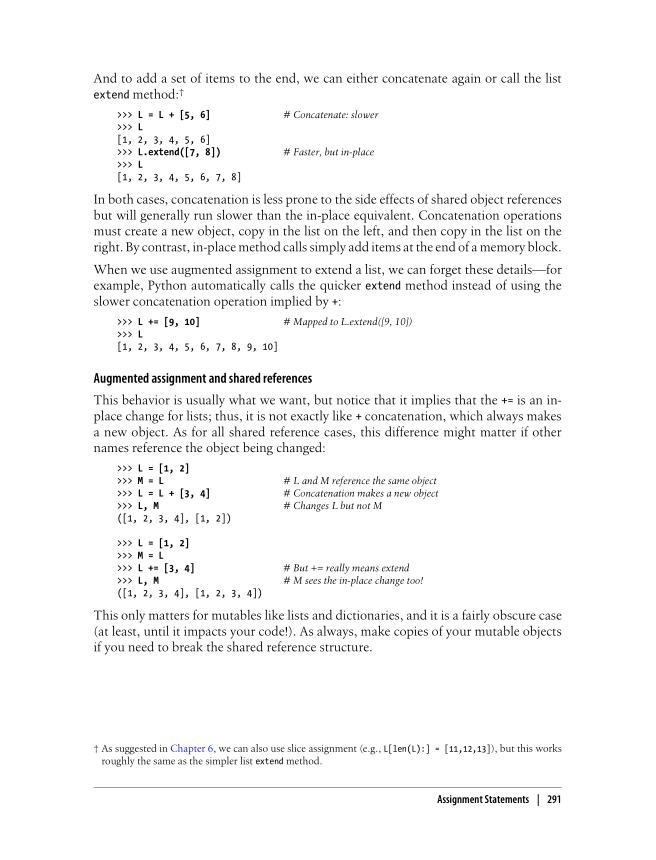 And to add a set of items to the end, we can either concatenate again or call the list
extend method:†
>>> L = L + [5, 6] # Concatenate: slower
>>> L
[1, 2, 3, 4, 5, 6]
>>> L.extend([7, 8]) # Faster, but in-place
>>> L
[1, 2, 3, 4, 5, 6, 7, 8]
In both cases, concatenation is less prone to the side effects of shared object references
but will generally run slower than the in-place equivalent. Concatenation operations
must create a new object, copy in the list on the left, and then copy in the list on the
right. By contrast, in-place method calls simply add items at the end of a memory block.
When we use augmented assignment to extend a list, we can forget these details—for
example, Python automatically calls the quicker extend method instead of using the
slower concatenation operation implied by +:
>>> L += [9, 10] # Mapped to L.extend([9, 10])
>>> L
[1, 2, 3, 4, 5, 6, 7, 8, 9, 10]
Augmented assignment and shared references
This behavior is usually what we want, but notice that it implies that the += is an in-
place change for lists; thus, it is not exactly like + concatenation, which always makes
a new object. As for all shared reference cases, this difference might matter if other
names reference the object being changed:
>>> L = [1, 2]
>>> M = L # L and M reference the same object
>>> L = L + [3, 4] # Concatenation makes a new object
>>> L, M # Changes L but not M
([1, 2, 3, 4], [1, 2])
>>> L = [1, 2]
>>> M = L
>>> L += [3, 4] # But += really means extend
>>> L, M # M sees the in-place change too!
([1, 2, 3, 4], [1, 2, 3, 4])
This only matters for mutables like lists and dictionaries, and it is a fairly obscure case
(at least, until it impacts your code!). As always, make copies of your mutable objects
if you need to break the shared reference structure.
† As suggested in Chapter 6, we can also use slice assignment (e.g., L[len(L):] = [11,12,13]), but this works
roughly the same as the simpler list extend method.
Assignment Statements | 291